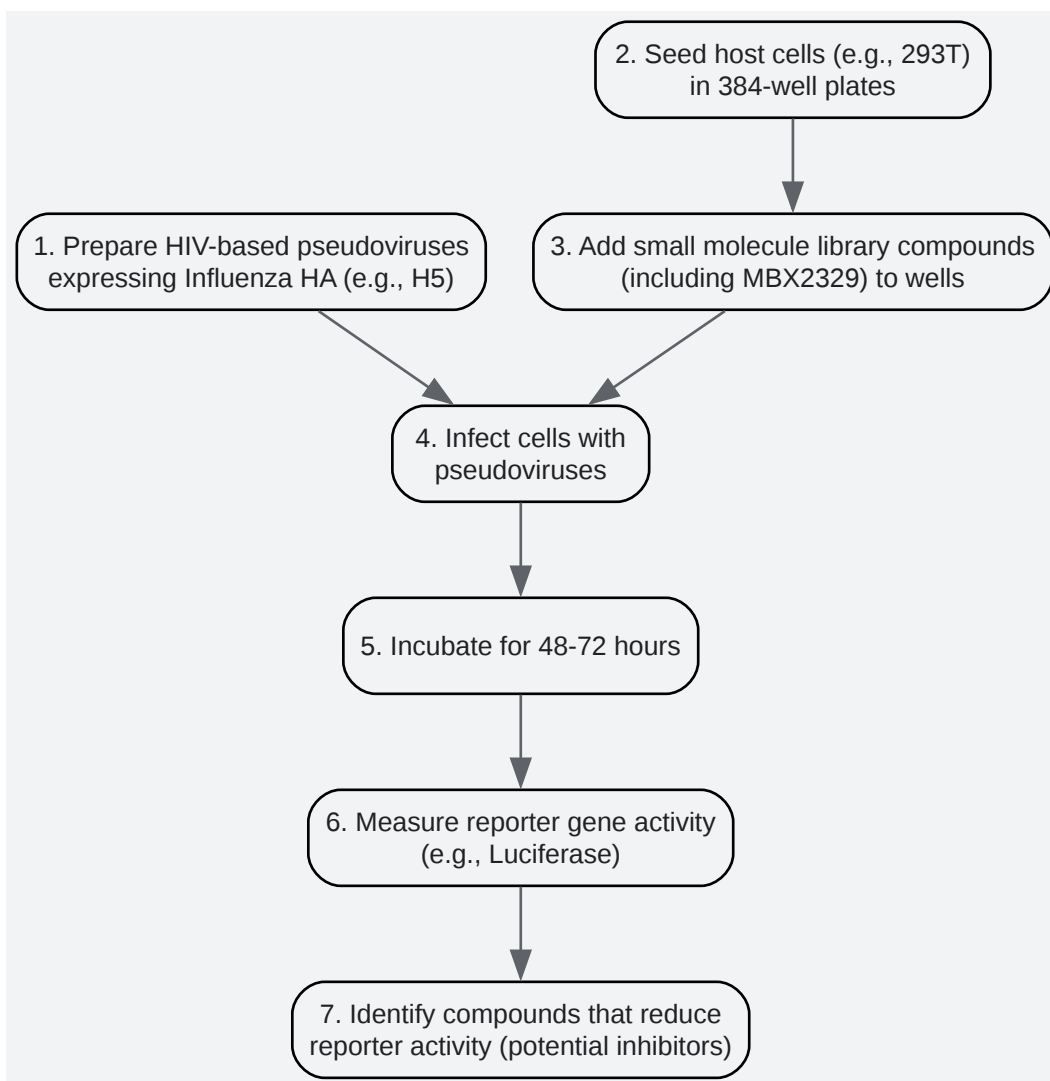 2. Seed host cells (e.g., 293T)
in 384-well plates
1. Prepare HIV-based pseudoviruses
expressing Influenza HA (e.g., H5)
3. Add small molecule library compounds
(including MBX2329) to wells
4. Infect cells with
pseudoviruses
5. Incubate for 48-72 hours
6. Measure reporter gene activity
(e.g., Luciferase)
7. Identify compounds that reduce
reporter activity (potential inhibitors)